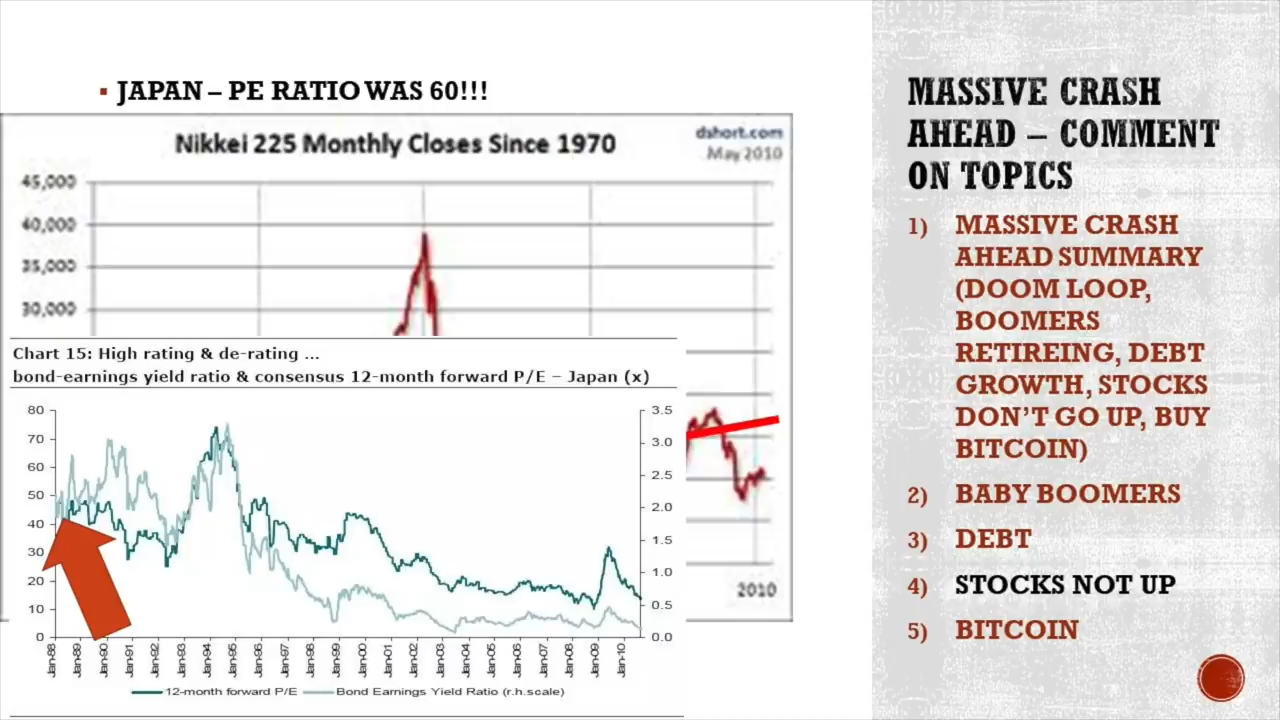 ▪ JAPAN – PE RATIO WAS 60!!!
Nikkei 225 Monthly Closes Since 1970
dshort.com
May 2010
45,000
40,000
35,000
30,000
2010
Chart 15: High rating & de-rating ...
bond-earnings yield ratio & consensus 12-month forward P/E – Japan (x)
80
70
60
50
40
30
20
10
0
3.5
3.0
2.5
2.0
1.5
1.0
0.5
0.0
Jan-88
Jan-89
Jan-90
Jan-91
Jan-92
Jan-93
Jan-94
Jan-95
Jan-96
Jan-97
Jan-98
Jan-99
Jan-00
Jan-01
Jan-02
Jan-03
Jan-04
Jan-05
Jan-06
Jan-07
Jan-08
Jan-09
Jan-10
12-month forward P/E
Bond Earnings Yield Ratio (r.h.scale)
MASSIVE CRASH
AHEAD – COMMENT
ON TOPICS
1) MASSIVE CRASH
AHEAD SUMMARY
(DOOM LOOP,
BOOMERS
RETIREING, DEBT
GROWTH, STOCKS
DON'T GO UP, BUY
BITCOIN)
2) BABY BOOMERS
3) DEBT
4) STOCKS NOT UP
5) BITCOIN